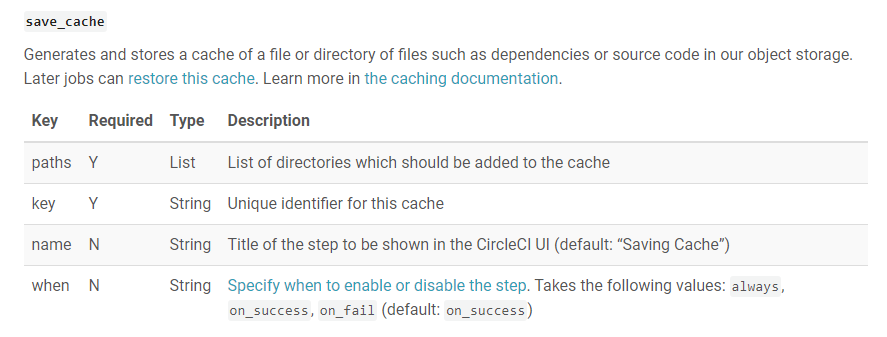 save_cache
Generates and stores a cache of a file or directory of files such as dependencies or source code in our object storage.
Later jobs can restore this cache. Learn more in the caching documentation.
Key Required Type Description
paths Y List List of directories which should be added to the cache
key Y String Unique identifier for this cache
name N String Title of the step to be shown in the CircleCI UI (default: “Saving Cache”)
when N String Specify when to enable or disable the step. Takes the following values: always,
on_success, on_fail (default: on_success)